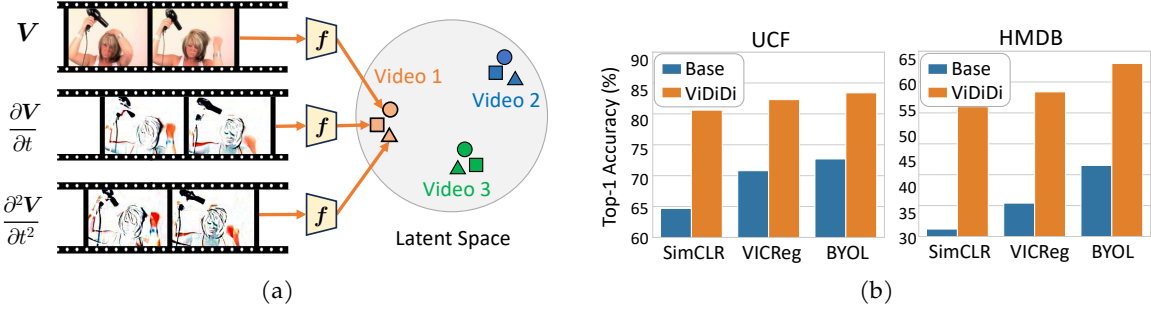 V
f
Video 1
Video 2
∂V
∂t
f
Video 3
∂²V
∂t²
f
Latent Space
(a)
UCF
Top-1 Accuracy (%)
90
85
80
75
70
65
60
Base
ViDiDi
SimCLR
VICReg
BYOL
HMDB
65
60
55
50
45
40
35
30
Base
ViDiDi
SimCLR
VICReg
BYOL
(b)